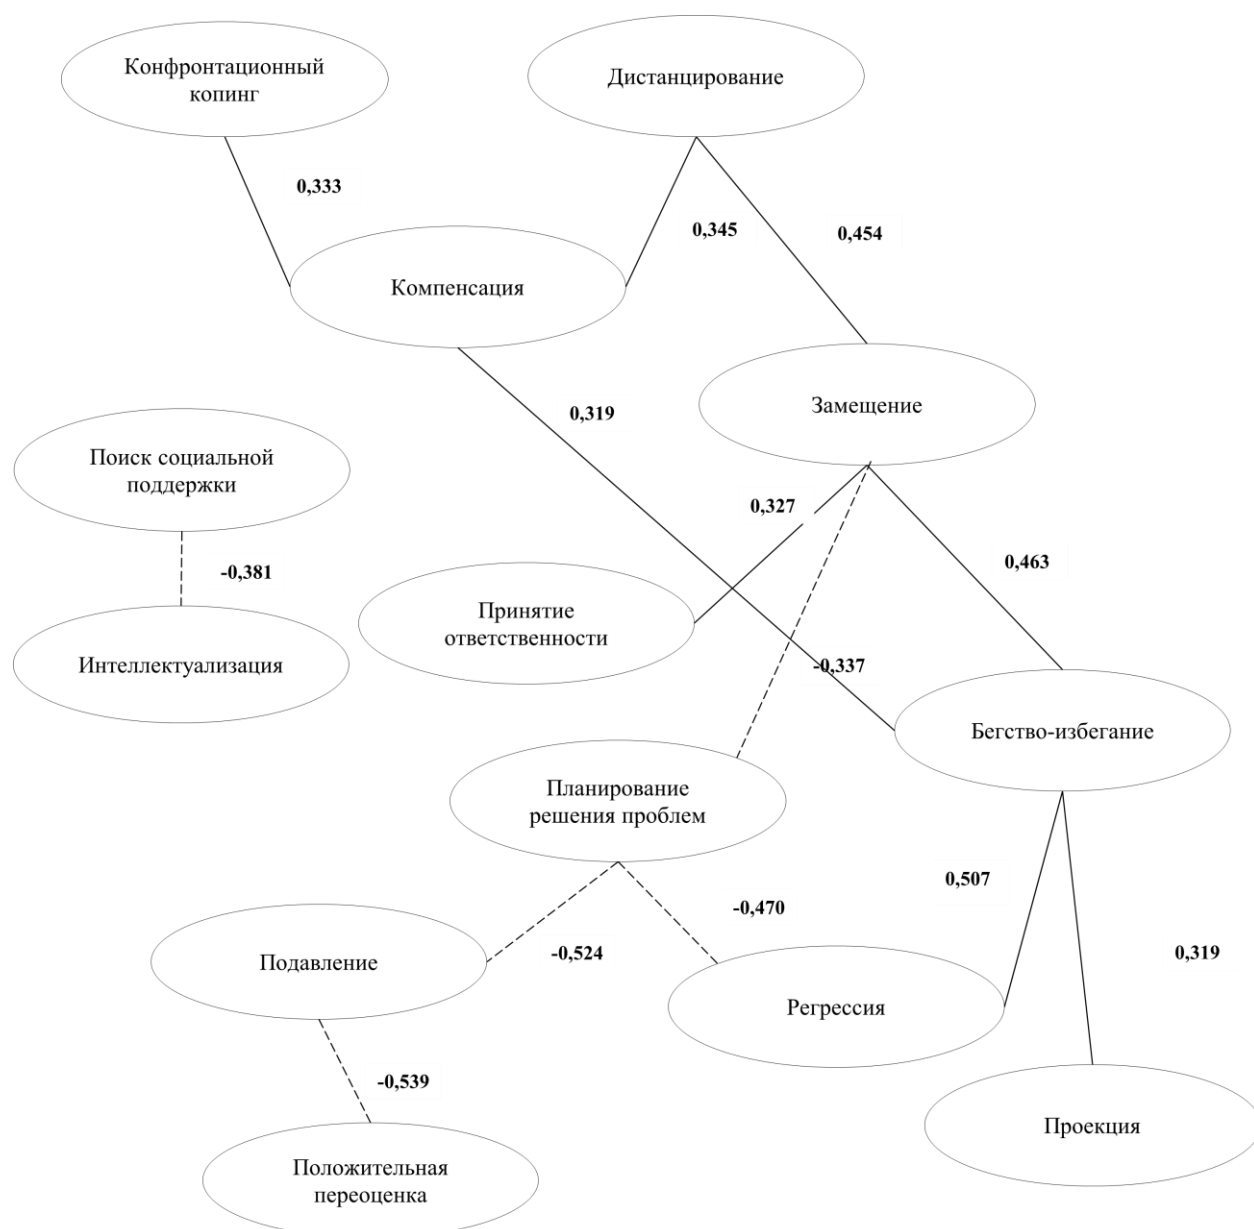 Конфронтационный
копинг
Дистанцирование
0,333
0,345
0,454
Компенсация
Замещение
0,319
Поиск социальной
поддержки
0,327
-0,381
0,463
Принятие
ответственности
Интеллектуализация
-0,337
Бегство-избегание
Планирование
решения проблем
0,507
-0,470
-0,524
0,319
Подавление
Регрессия
-0,539
Проекция
Положительная
переоценка